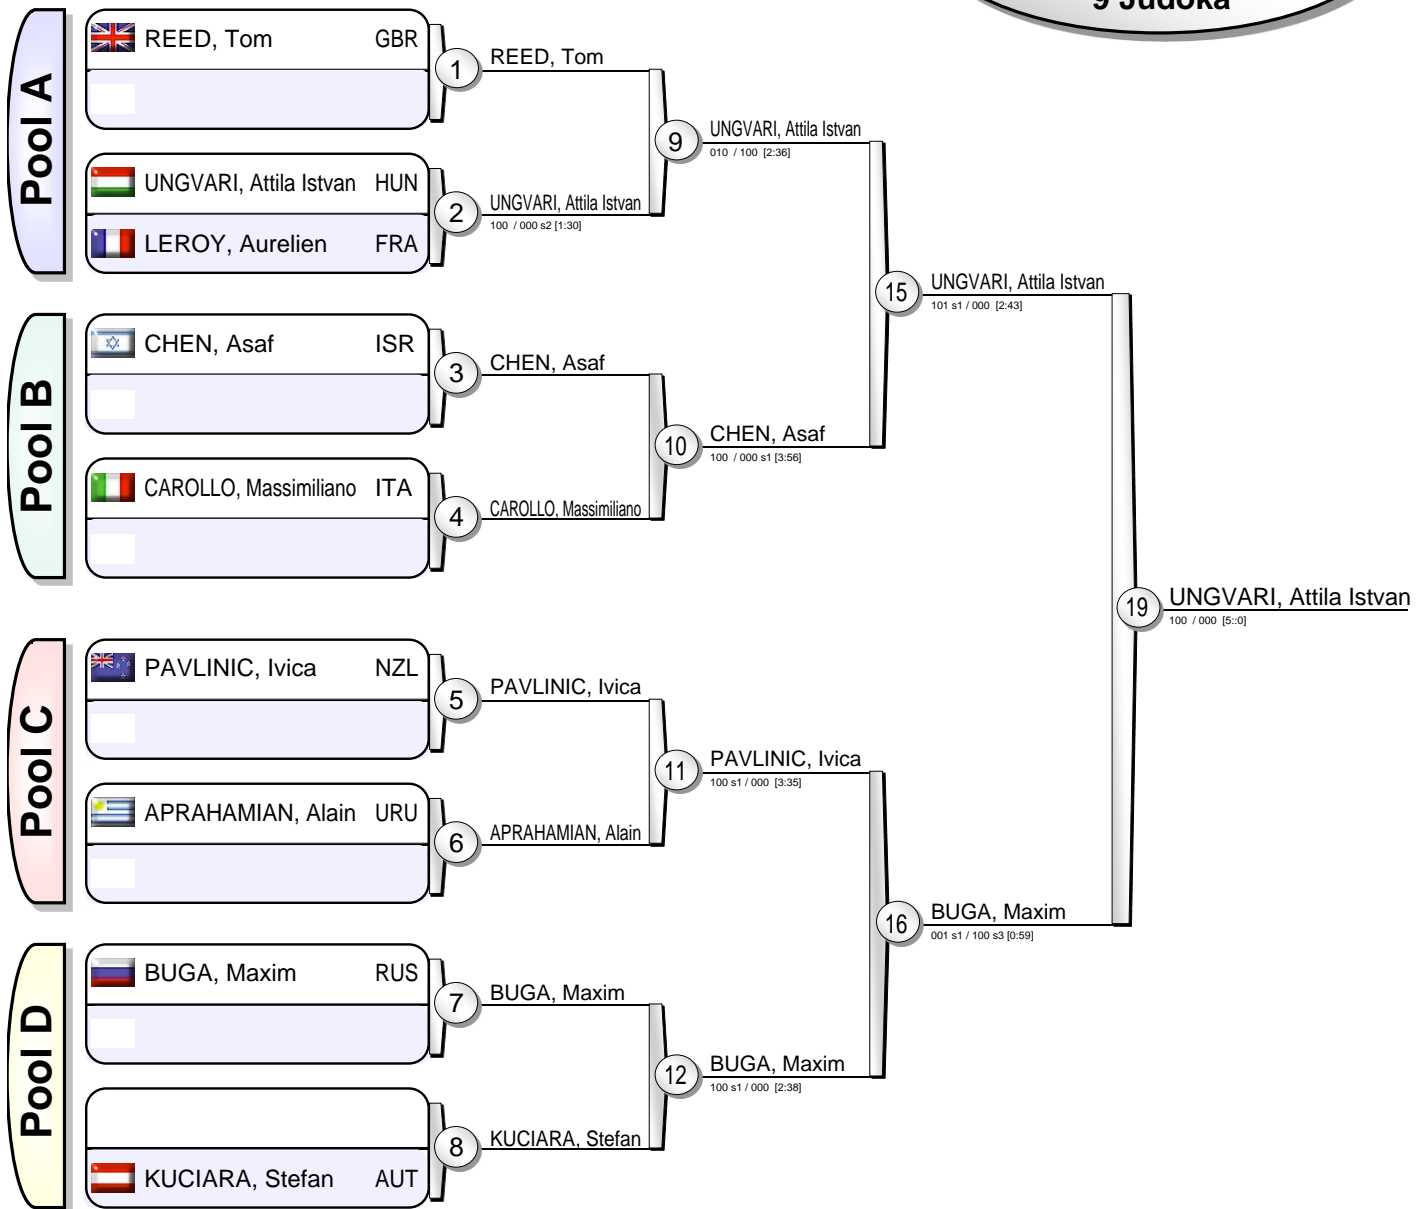 9 Judoka
Pool A
REED, Tom GBR
1
REED, Tom
UNGVARI, Attila Istvan HUN
LEROY, Aurelien FRA
2
UNGVARI, Attila Istvan
100 / 000 s2 [1:30]
9
UNGVARI, Attila Istvan
010 / 100 [2:36]
Pool B
CHEN, Asaf ISR
3
CHEN, Asaf
CAROLLO, Massimiliano ITA
4
CAROLLO, Massimiliano
10
CHEN, Asaf
100 / 000 s1 [3:56]
15
UNGVARI, Attila Istvan
101 s1 / 000 [2:43]
Pool C
PAVLINIC, Ivica NZL
5
PAVLINIC, Ivica
APRAHAMIAN, Alain URU
6
APRAHAMIAN, Alain
11
PAVLINIC, Ivica
100 s1 / 000 [3:35]
Pool D
BUGA, Maxim RUS
7
BUGA, Maxim
KUCIARA, Stefan AUT
8
KUCIARA, Stefan
12
BUGA, Maxim
100 s1 / 000 [2:38]
16
BUGA, Maxim
001 s1 / 100 s3 [0:59]
19
UNGVARI, Attila Istvan
100 / 000 [5::0]